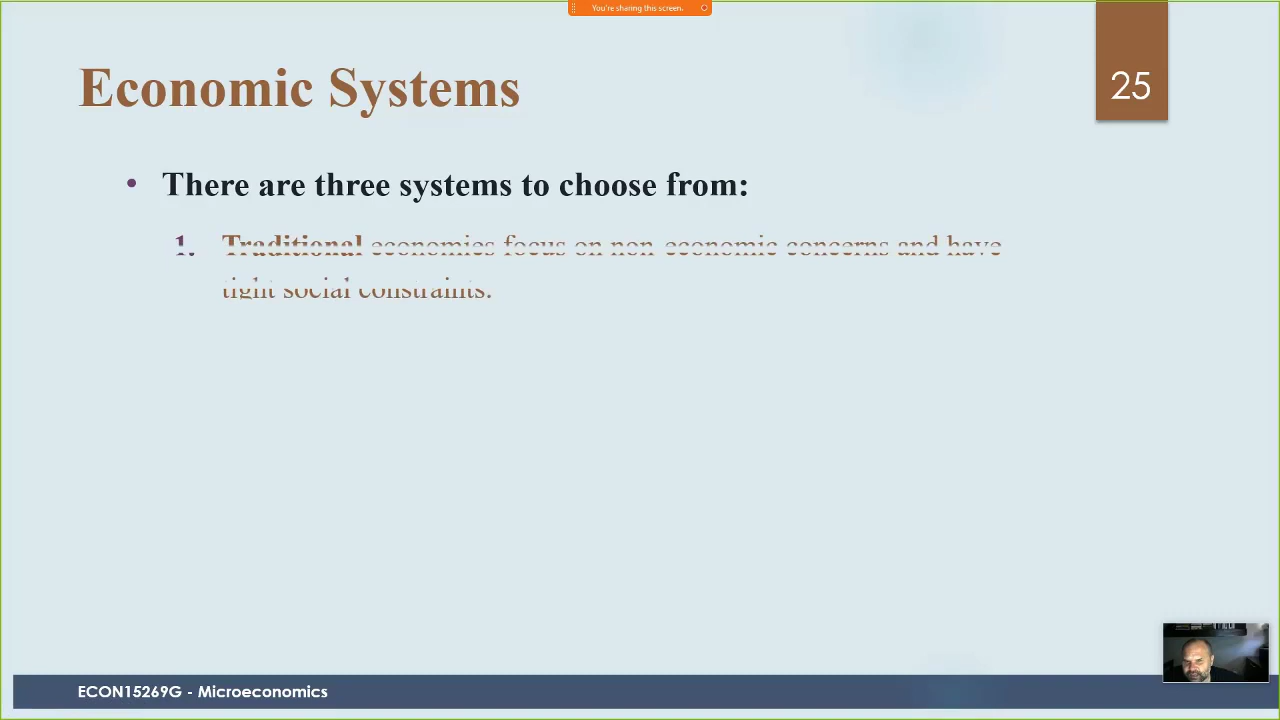 You're sharing this screen.
Economic Systems
25
• There are three systems to choose from:
1. Traditional economies focus on non-economic concerns and have
tight social constraints.
ECON15269G - Microeconomics